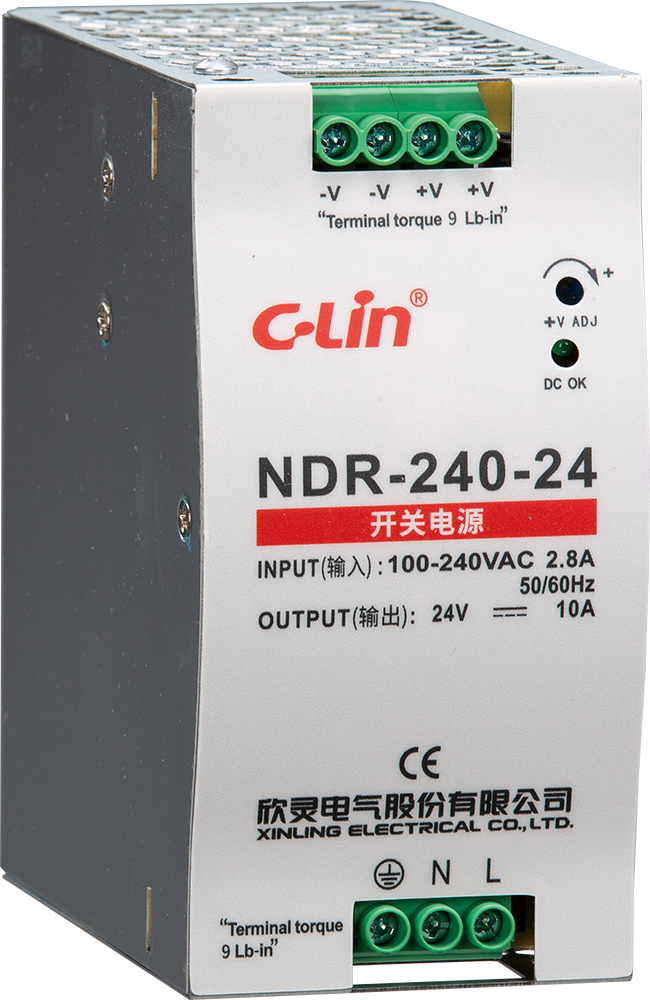 -V -V +V +V
“Terminal torque 9 Lb-in”
C-Lin®
+
+V ADJ
DC OK
NDR-240-24
开关电源
INPUT(输入):100-240VAC 2.8A
50/60Hz
OUTPUT(输出): 24V 10A
CE
欣灵电气股份有限公司
XINLING ELECTRICAL CO.,LTD.
N L
“Terminal torque
9 Lb-in”